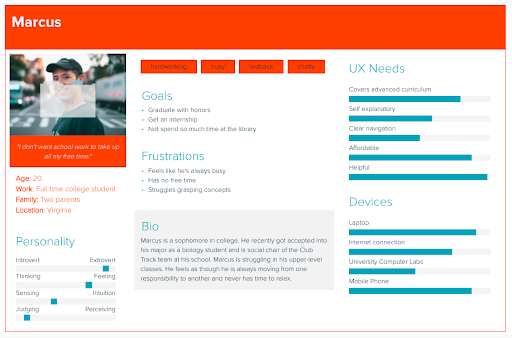 Marcus
"I don't want school work to take up
all my free time."
Age: 20
Work: Full time college student
Family: Two parents
Location: Virginia
Personality
Introvert Extrovert
Thinking Feeling
Sensing Intuition
Judging Perceiving
hardworking busy laidback chatty
Goals
• Graduate with honors
• Get an internship
• Not spend so much time at the library
Frustrations
• Feels like he's always busy
• Has no free time
• Struggles grasping concepts
Bio
Marcus is a sophomore in college. He recently got accepted into
his major as a biology student and is social chair of the Club
Track team at his school. Marcus is struggling in his upper-level
classes. He feels as though he is always moving from one
responsibility to another and never has time to relax.
UX Needs
Covers advanced curriculum
Self explanatory
Clear navigation
Affordable
Helpful
Devices
Laptop
Internet connection
University Computer Labs
Mobile Phone